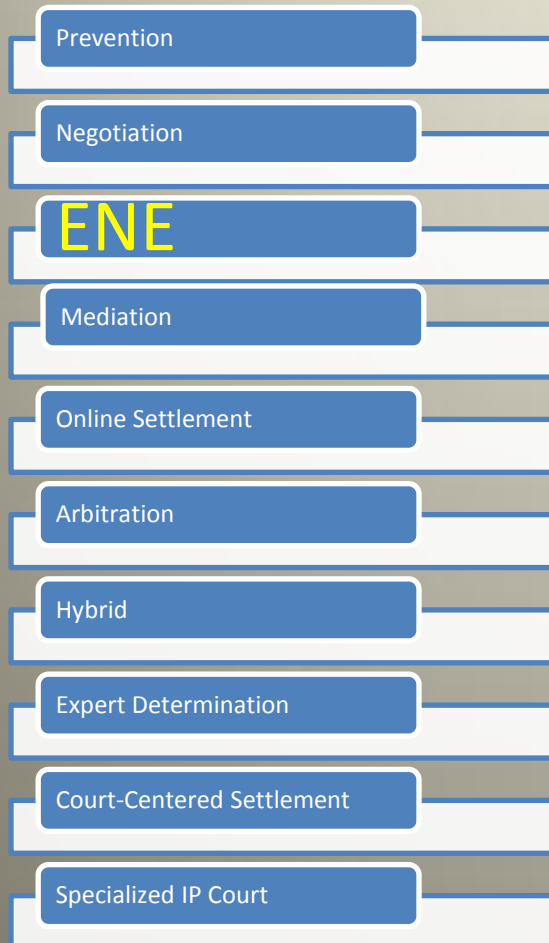 Prevention
Negotiation
ENE
Mediation
Online Settlement
Arbitration
Hybrid
Expert Determination
Court-Centered Settlement
Specialized IP Court